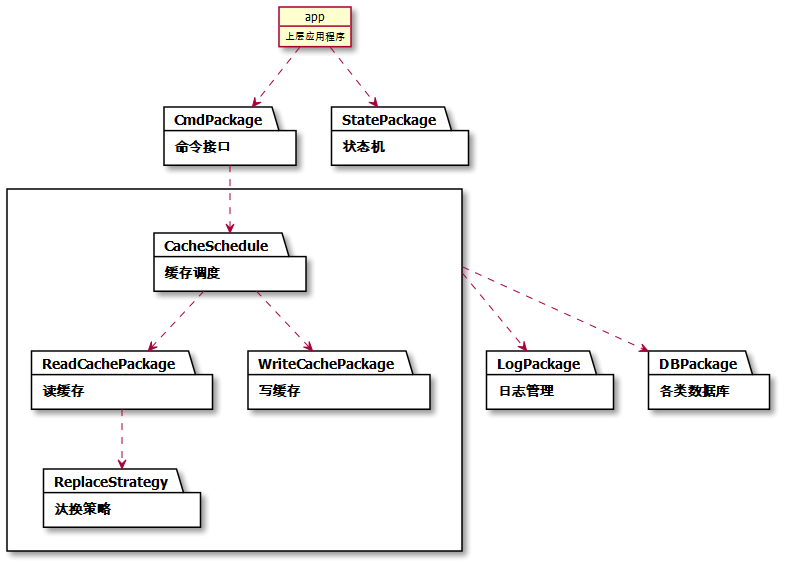 app
上层应用程序
CmdPackage
命令接口
StatePackage
状态机
CacheSchedule
缓存调度
ReadCachePackage
读缓存
WriteCachePackage
写缓存
LogPackage
日志管理
DBPackage
各类数据库
ReplaceStrategy
汰换策略